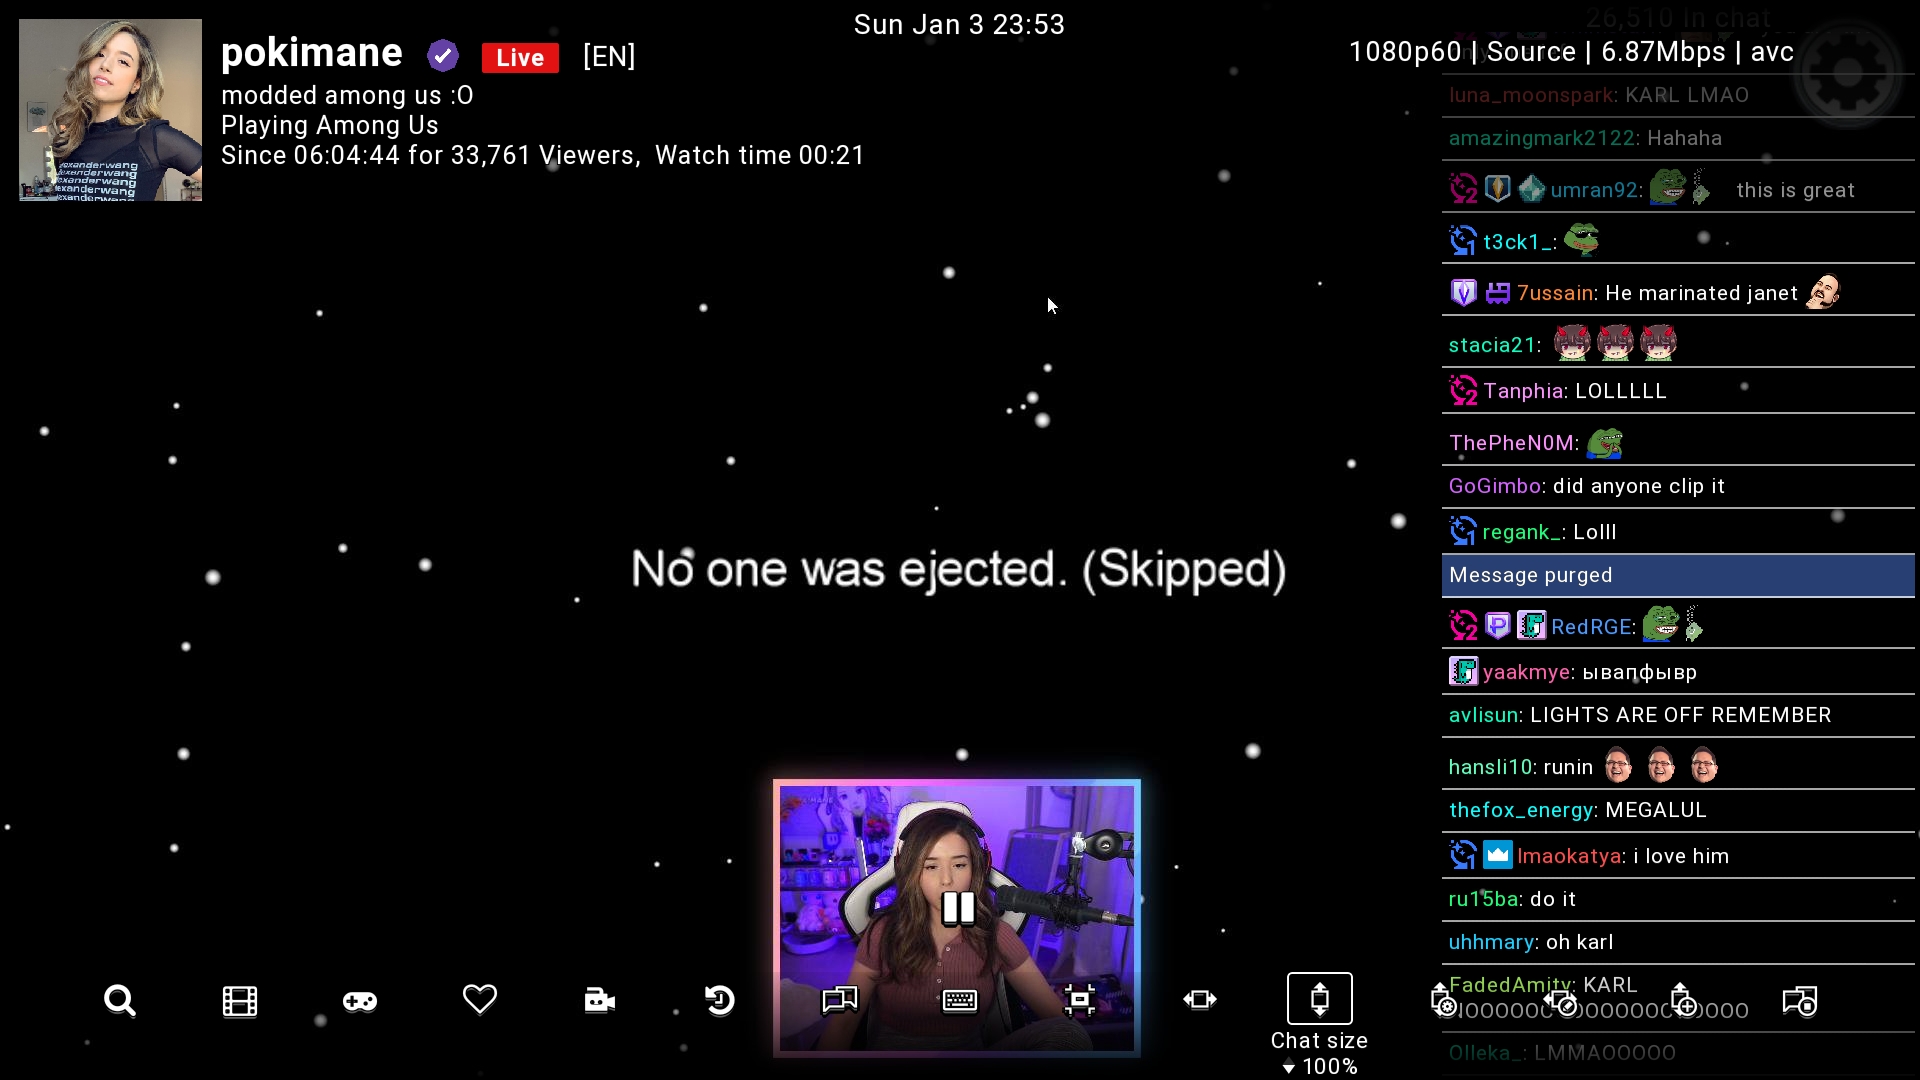 Sun Jan 3 23:53
26,510 in chat
pokimane Live [EN]
1080p60 | Source | 6.87Mbps | avc
modded among us :O
Playing Among Us
Since 06:04:44 for 33,761 Viewers, Watch time 00:21
luna_moonspark: KARL LMAO
amazingmark2122: Hahaha
umran92: this is great
t3ck1_:
7ussain: He marinated janet
stacia21:
Tanphia: LOLLLLL
ThePheN0M:
GoGimbo: did anyone clip it
regank_: Lolll
Message purged
RedRGE:
yaakmye: ывапфывр
avlisun: LIGHTS ARE OFF REMEMBER
hansli10: runin
thefox_energy: MEGALUL
lmaokatya: i love him
ru15ba: do it
uhhmary: oh karl
FadedAmity: KARL
Olleka_: LMMAOOOOO
No one was ejected. (Skipped)
Chat size
100%